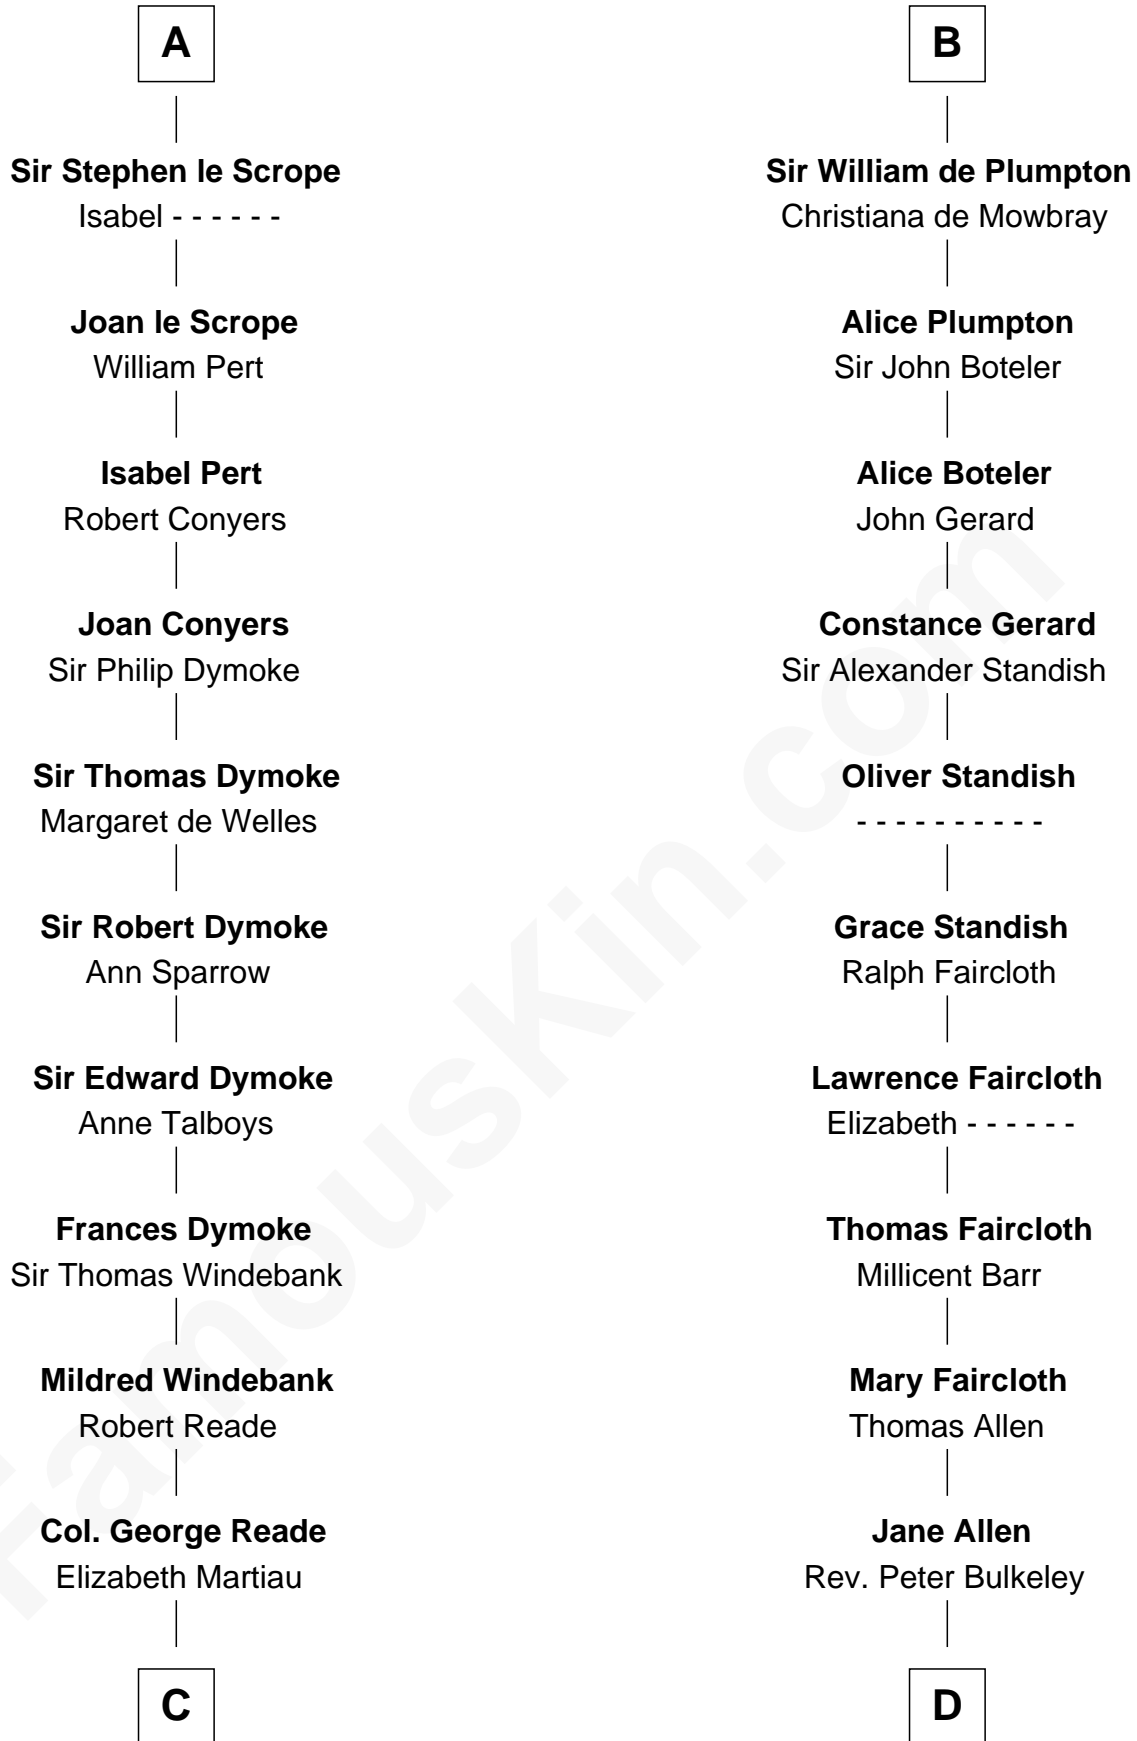 A
Sir Stephen le Scrope
Isabel - - - - - -
Joan le Scrope
William Pert
Isabel Pert
Robert Conyers
Joan Conyers
Sir Philip Dymoke
Sir Thomas Dymoke
Margaret de Welles
Sir Robert Dymoke
Ann Sparrow
Sir Edward Dymoke
Anne Talboys
Frances Dymoke
Sir Thomas Windebank
Mildred Windebank
Robert Reade
Col. George Reade
Elizabeth Martiau
C
B
Sir William de Plumpton
Christiana de Mowbray
Alice Plumpton
Sir John Boteler
Alice Boteler
John Gerard
Constance Gerard
Sir Alexander Standish
Oliver Standish
- - - - - - - - - -
Grace Standish
Ralph Faircloth
Lawrence Faircloth
Elizabeth - - - - - -
Thomas Faircloth
Millicent Barr
Mary Faircloth
Thomas Allen
Jane Allen
Rev. Peter Bulkeley
D
FamousKin.com